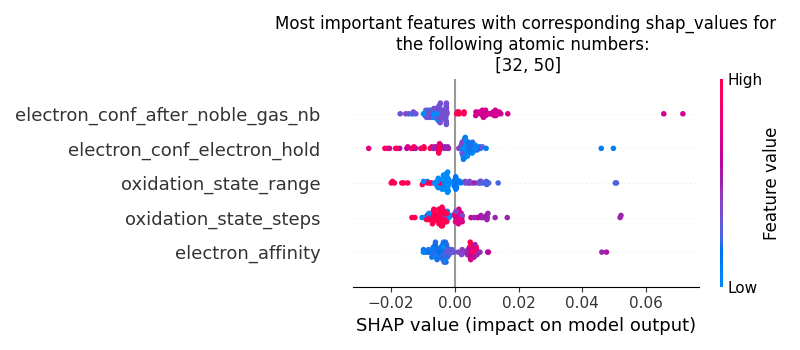 Most important features with corresponding shap_values for
the following atomic numbers:
[32, 50]
High
electron_conf_after_noble_gas_nb
electron_conf_electron_hold
oxidation_state_range
oxidation_state_steps
electron_affinity
Feature value
Low
−0.02 0.00 0.02 0.04 0.06
SHAP value (impact on model output)